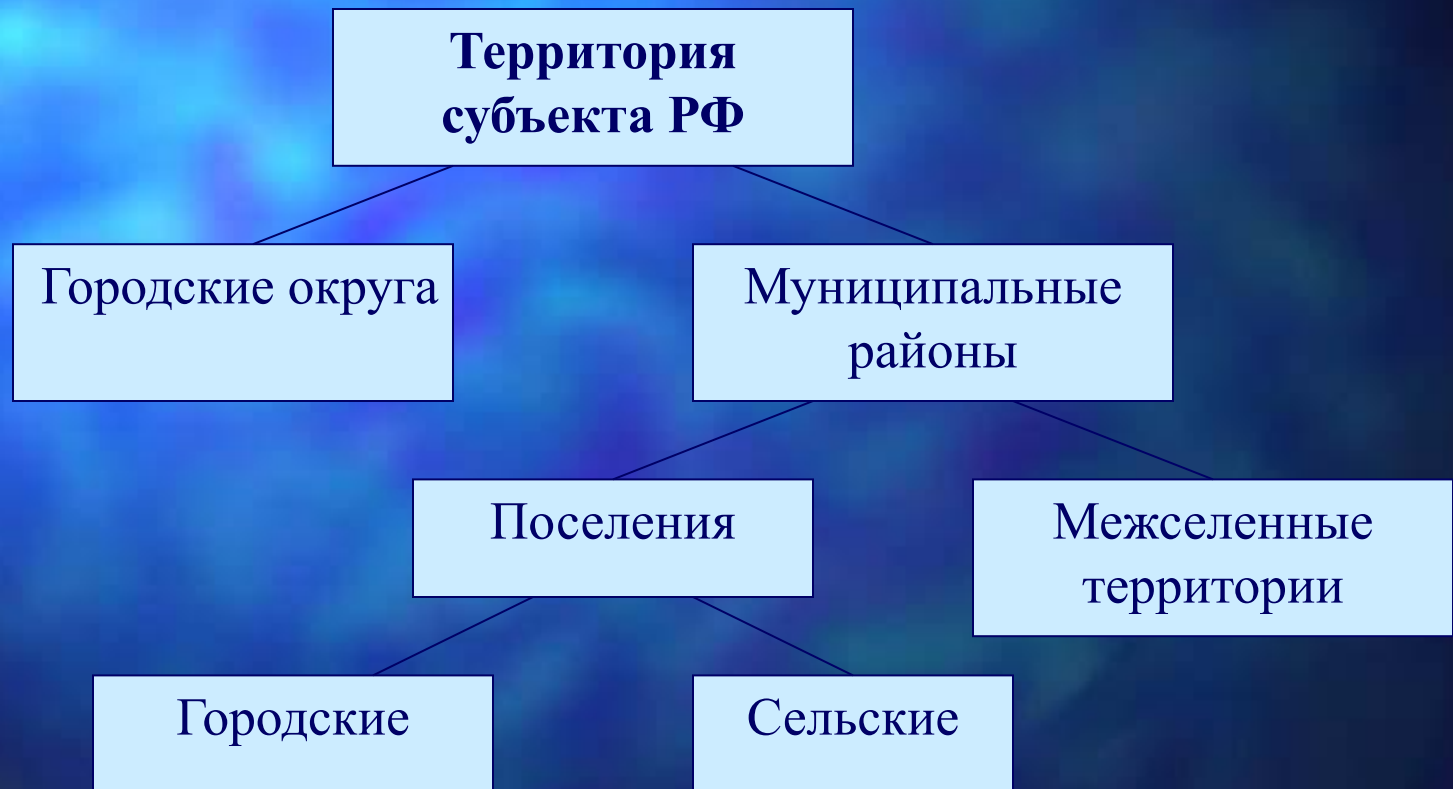 Территория
субъекта РФ
Городские округа
Муниципальные
районы
Поселения
Межселенные
территории
Городские
Сельские